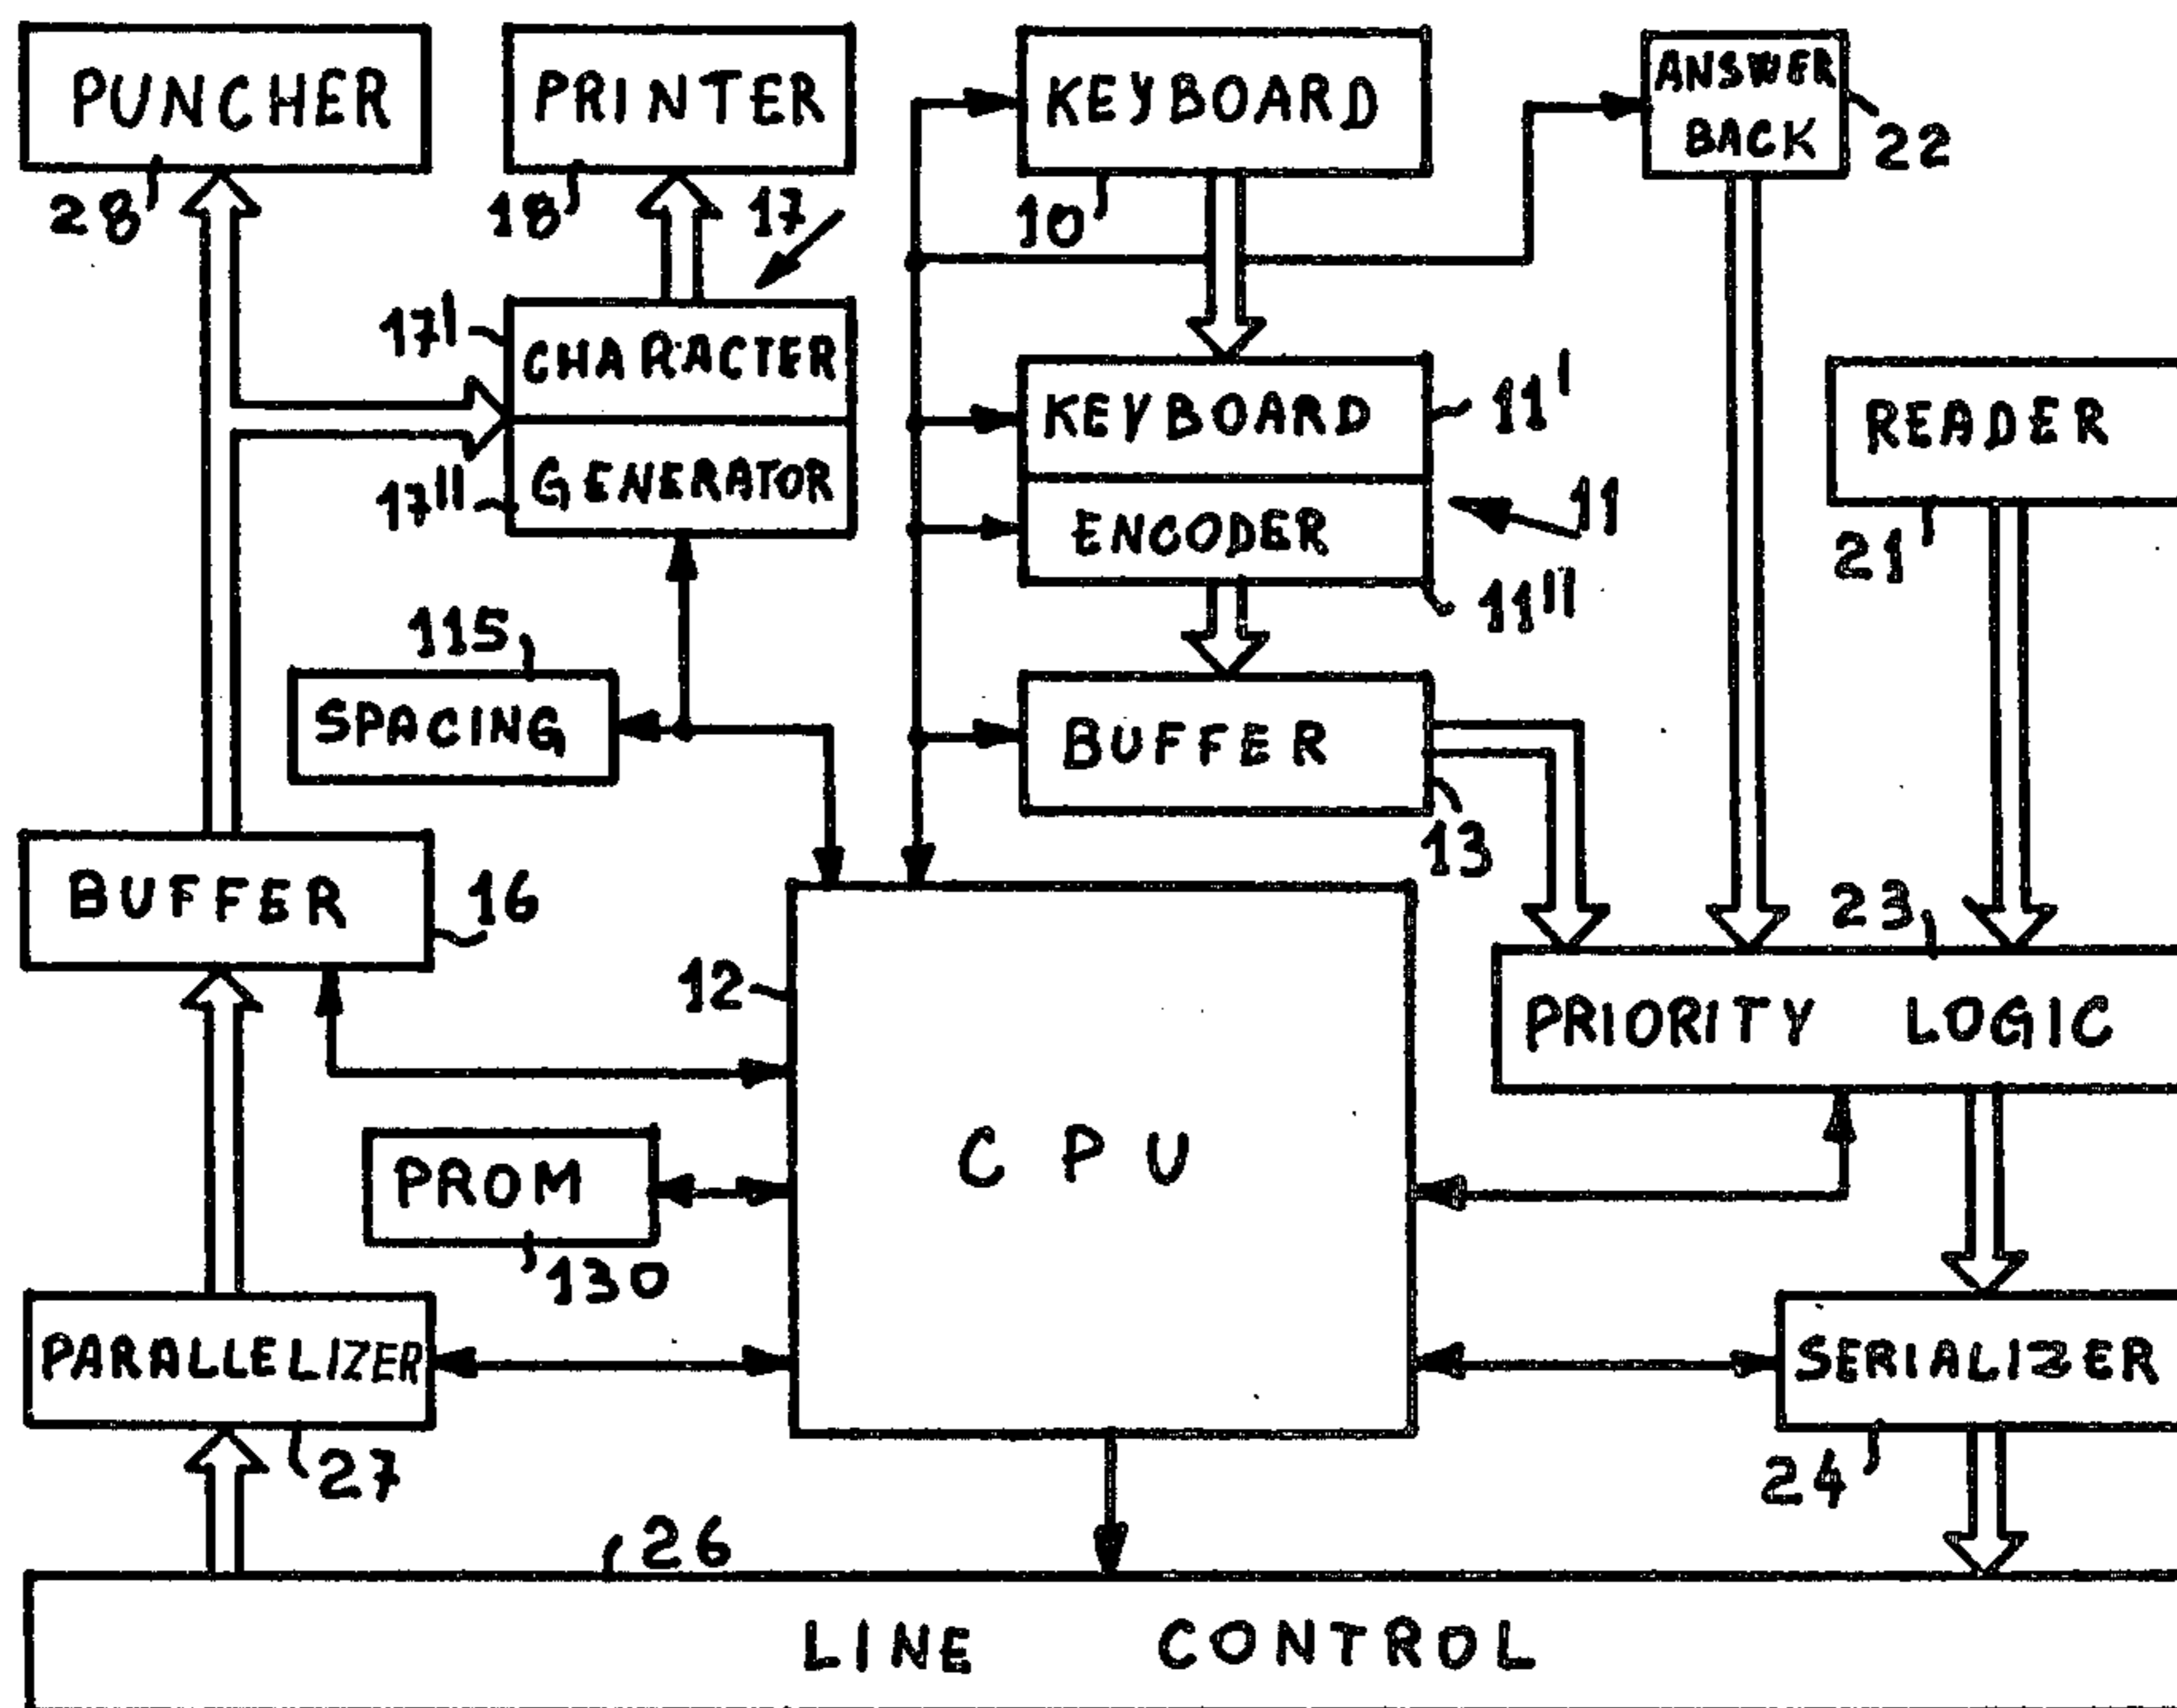 PUNCHER
28
PRINTER
18
17
KEYBOARD
10
ANSWER
BACK
22
17'
CHARACTER
17"
GENERATOR
KEYBOARD
11'
ENCODER
11
11"
READER
21
115
SPACING
BUFFER
13
BUFFER
16
12
CPU
23
PRIORITY LOGIC
PROM
130
PARALLELIZER
27
SERIALIZER
24
26
LINE CONTROL